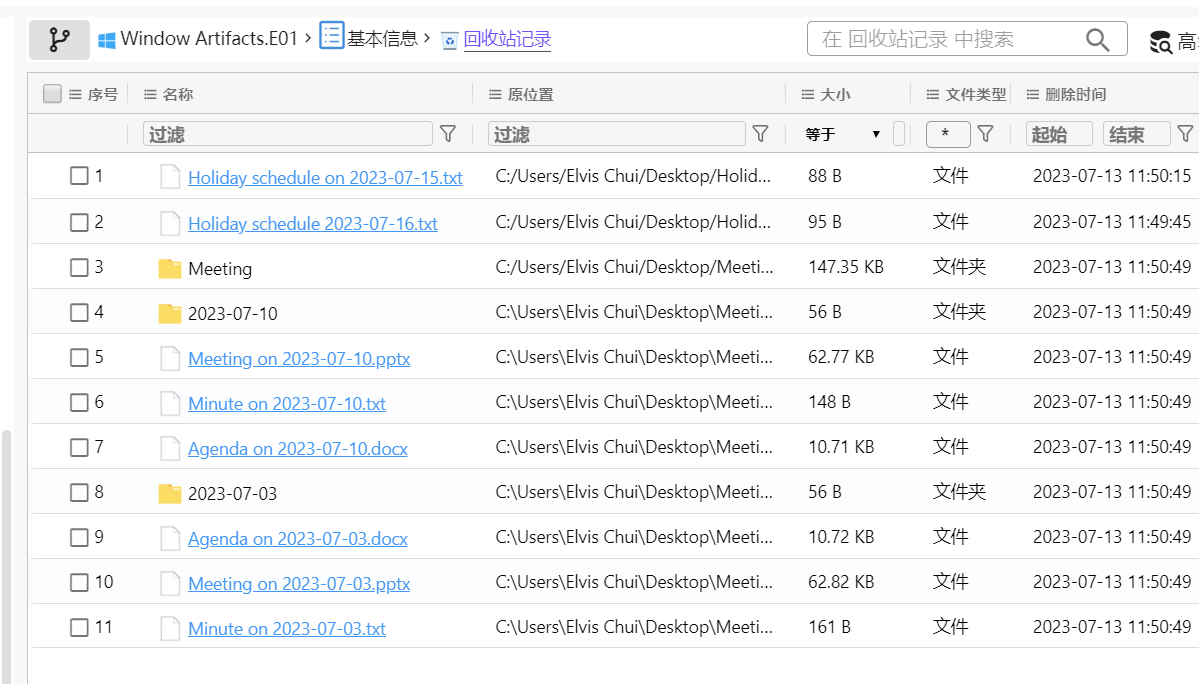 Window Artifacts.E01 › 基本信息 › 回收站记录 在 回收站记录 中搜索
序号 名称 原位置 大小 文件类型 删除时间
过滤 过滤 等于 * 起始 结束
1 Holiday schedule on 2023-07-15.txt C:/Users/Elvis Chui/Desktop/Holid... 88 B 文件 2023-07-13 11:50:15
2 Holiday schedule 2023-07-16.txt C:/Users/Elvis Chui/Desktop/Holid... 95 B 文件 2023-07-13 11:49:45
3 Meeting C:/Users/Elvis Chui/Desktop/Meeti... 147.35 KB 文件夹 2023-07-13 11:50:49
4 2023-07-10 C:\Users\Elvis Chui\Desktop\Meeti... 56 B 文件夹 2023-07-13 11:50:49
5 Meeting on 2023-07-10.pptx C:\Users\Elvis Chui\Desktop\Meeti... 62.77 KB 文件 2023-07-13 11:50:49
6 Minute on 2023-07-10.txt C:\Users\Elvis Chui\Desktop\Meeti... 148 B 文件 2023-07-13 11:50:49
7 Agenda on 2023-07-10.docx C:\Users\Elvis Chui\Desktop\Meeti... 10.71 KB 文件 2023-07-13 11:50:49
8 2023-07-03 C:\Users\Elvis Chui\Desktop\Meeti... 56 B 文件夹 2023-07-13 11:50:49
9 Agenda on 2023-07-03.docx C:\Users\Elvis Chui\Desktop\Meeti... 10.72 KB 文件 2023-07-13 11:50:49
10 Meeting on 2023-07-03.pptx C:\Users\Elvis Chui\Desktop\Meeti... 62.82 KB 文件 2023-07-13 11:50:49
11 Minute on 2023-07-03.txt C:\Users\Elvis Chui\Desktop\Meeti... 161 B 文件 2023-07-13 11:50:49